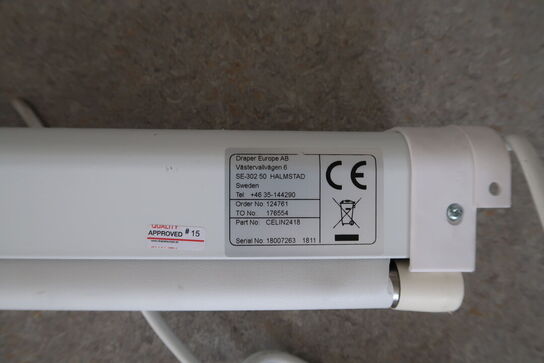 Draper Europe AB
Västervallvägen 6
SE-302 50 HALMSTAD
Sweden
Tel +46 35-144290
Order No: 124761
TO No: 176554
Part No: CELIN2418
Serial No: 18007263 1811
CE
QUALITY
APPROVED # 15